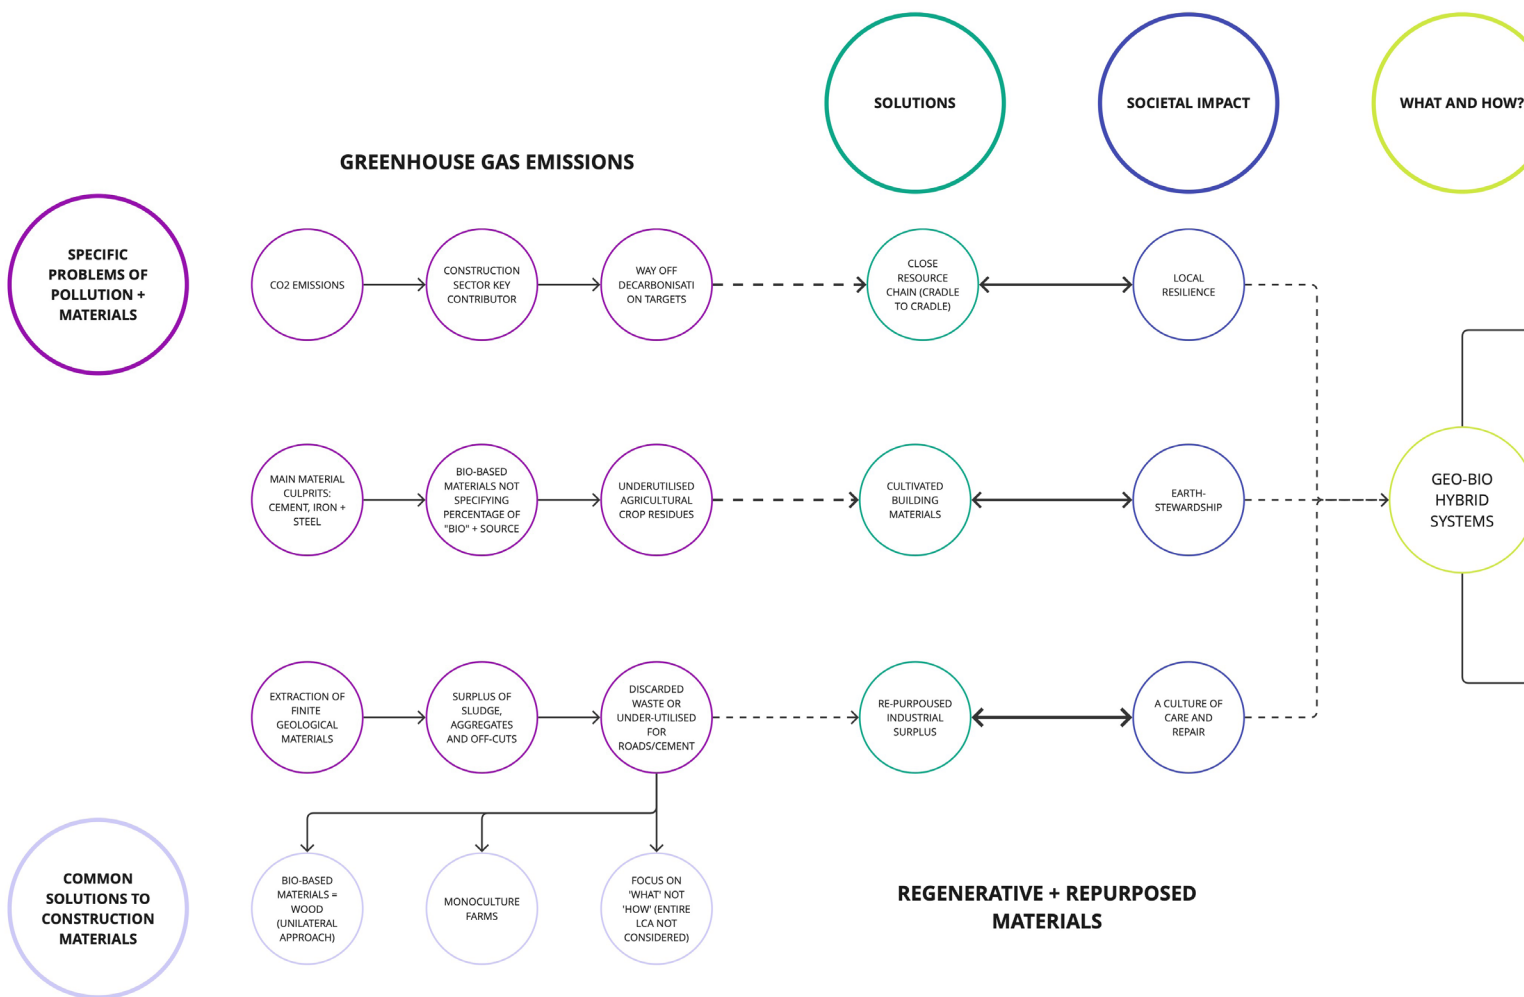 SOLUTIONS
SOCIETAL IMPACT
WHAT AND HOW?
GREENHOUSE GAS EMISSIONS
SPECIFIC
PROBLEMS OF
POLLUTION +
MATERIALS
CO2 EMISSIONS
CONSTRUCTION
SECTOR KEY
CONTRIBUTOR
WAY OFF
DECARBONISATI
ON TARGETS
CLOSE
RESOURCE
CHAIN (CRADLE
TO CRADLE)
LOCAL
RESILIENCE
MAIN MATERIAL
CULPRITS:
CEMENT, IRON +
STEEL
BIO-BASED
MATERIALS NOT
SPECIFYING
PERCENTAGE OF
"BIO" + SOURCE
UNDERUTILISED
AGRICULTURAL
CROP RESIDUES
CULTIVATED
BUILDING
MATERIALS
EARTH-
STEWARDSHIP
GEO-BIO
HYBRID
SYSTEMS
EXTRACTION OF
FINITE
GEOLOGICAL
MATERIALS
SURPLUS OF
SLUDGE,
AGGREGATES
AND OFF-CUTS
DISCARDED
WASTE OR
UNDER-UTILISED
FOR
ROADS/CEMENT
RE-PURPOUSED
INDUSTRIAL
SURPLUS
A CULTURE OF
CARE AND
REPAIR
COMMON
SOLUTIONS TO
CONSTRUCTION
MATERIALS
BIO-BASED
MATERIALS =
WOOD
(UNILATERAL
APPROACH)
MONOCULTURE
FARMS
FOCUS ON
'WHAT' NOT
'HOW' (ENTIRE
LCA NOT
CONSIDERED)
REGENERATIVE + REPURPOSED
MATERIALS